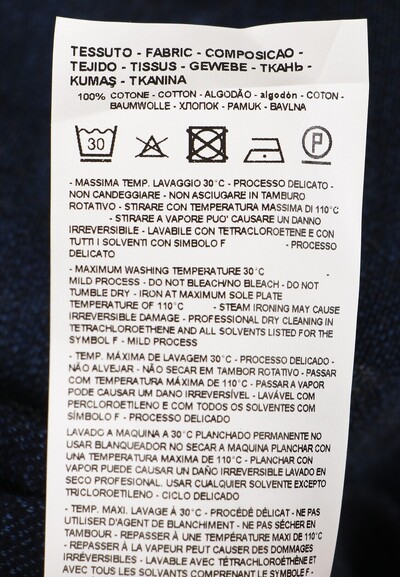 TESSUTO - FABRIC - COMPOSICAO -
TEJIDO - TISSUS - GEWEBE - ТКАНЬ -
KUMAŞ - TKANINA
100% COTONE - COTTON - ALGODÃO - algodón - COTON -
BAUMWOLLE - ХЛОПОК - PAMUK - BAVLNA
30
P
- MASSIMA TEMP. LAVAGGIO 30°C - PROCESSO DELICATO -
NON CANDEGGIARE - NON ASCIUGARE IN TAMBURO
ROTATIVO - STIRARE CON TEMPERATURA MASSIMA DI 110°C
- STIRARE A VAPORE PUO' CAUSARE UN DANNO
IRREVERSIBILE - LAVABILE CON TETRACLOROETENE E CON
TUTTI I SOLVENTI CON SIMBOLO F - PROCESSO
DELICATO
- MAXIMUM WASHING TEMPERATURE 30°C -
MILD PROCESS - DO NOT BLEACH/NO BLEACH - DO NOT
TUMBLE DRY - IRON AT MAXIMUM SOLE PLATE
TEMPERATURE OF 110°C - STEAM IRONING MAY CAUSE
IRREVERSIBLE DAMAGE - PROFESSIONAL DRY CLEANING IN
TETRACHLOROETHENE AND ALL SOLVENTS LISTED FOR THE
SYMBOL F - MILD PROCESS
- TEMP. MÁXIMA DE LAVAGEM 30°C - PROCESSO DELICADO -
NÃO ALVEJAR - NÃO SECAR EM TAMBOR ROTATIVO - PASSAR
COM TEMPERATURA MÁXIMA DE 110°C - PASSAR A VAPOR
PODE CAUSAR UM DANO IRREVERSÍVEL - LAVÁVEL COM
PERCLOROETILENO E COM TODOS OS SOLVENTES COM
SÍMBOLO F - PROCESSO DELICADO
LAVADO A MAQUINA A 30°C PLANCHADO PERMANENTE NO
USAR BLANQUEADOR NO SECAR A MAQUINA PLANCHAR CON
UNA TEMPERATURA MAXIMA DE 110°C - PLANCHAR CON
VAPOR PUEDE CAUSAR UN DAÑO IRREVERSIBLE LAVADO EN
SECO PROFESIONAL. USAR CUALQUIER SOLVENTE EXCEPTO
TRICLOROETILENO - CICLO DELICADO
- TEMP. MAXI. LAVAGE À 30°C - PROCÉDÉ DÉLICAT - NE PAS
UTILISER D'AGENT DE BLANCHIMENT - NE PAS SÉCHER EN
TAMBOUR - REPASSER À UNE TEMPÉRATURE MAXI DE 110°C
- REPASSER À LA VAPEUR PEUT CAUSER DES DOMMAGES
IRRÉVERSIBLES - LAVABLE AVEC TÉTRACHLOROÉTHÈNE ET
AVEC TOUS LES SOLVANTS COMPRENANT LE SYMBOLE F -